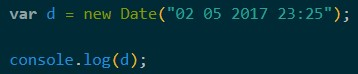 var d = new Date("02 05 2017 23:25");
console.log(d);